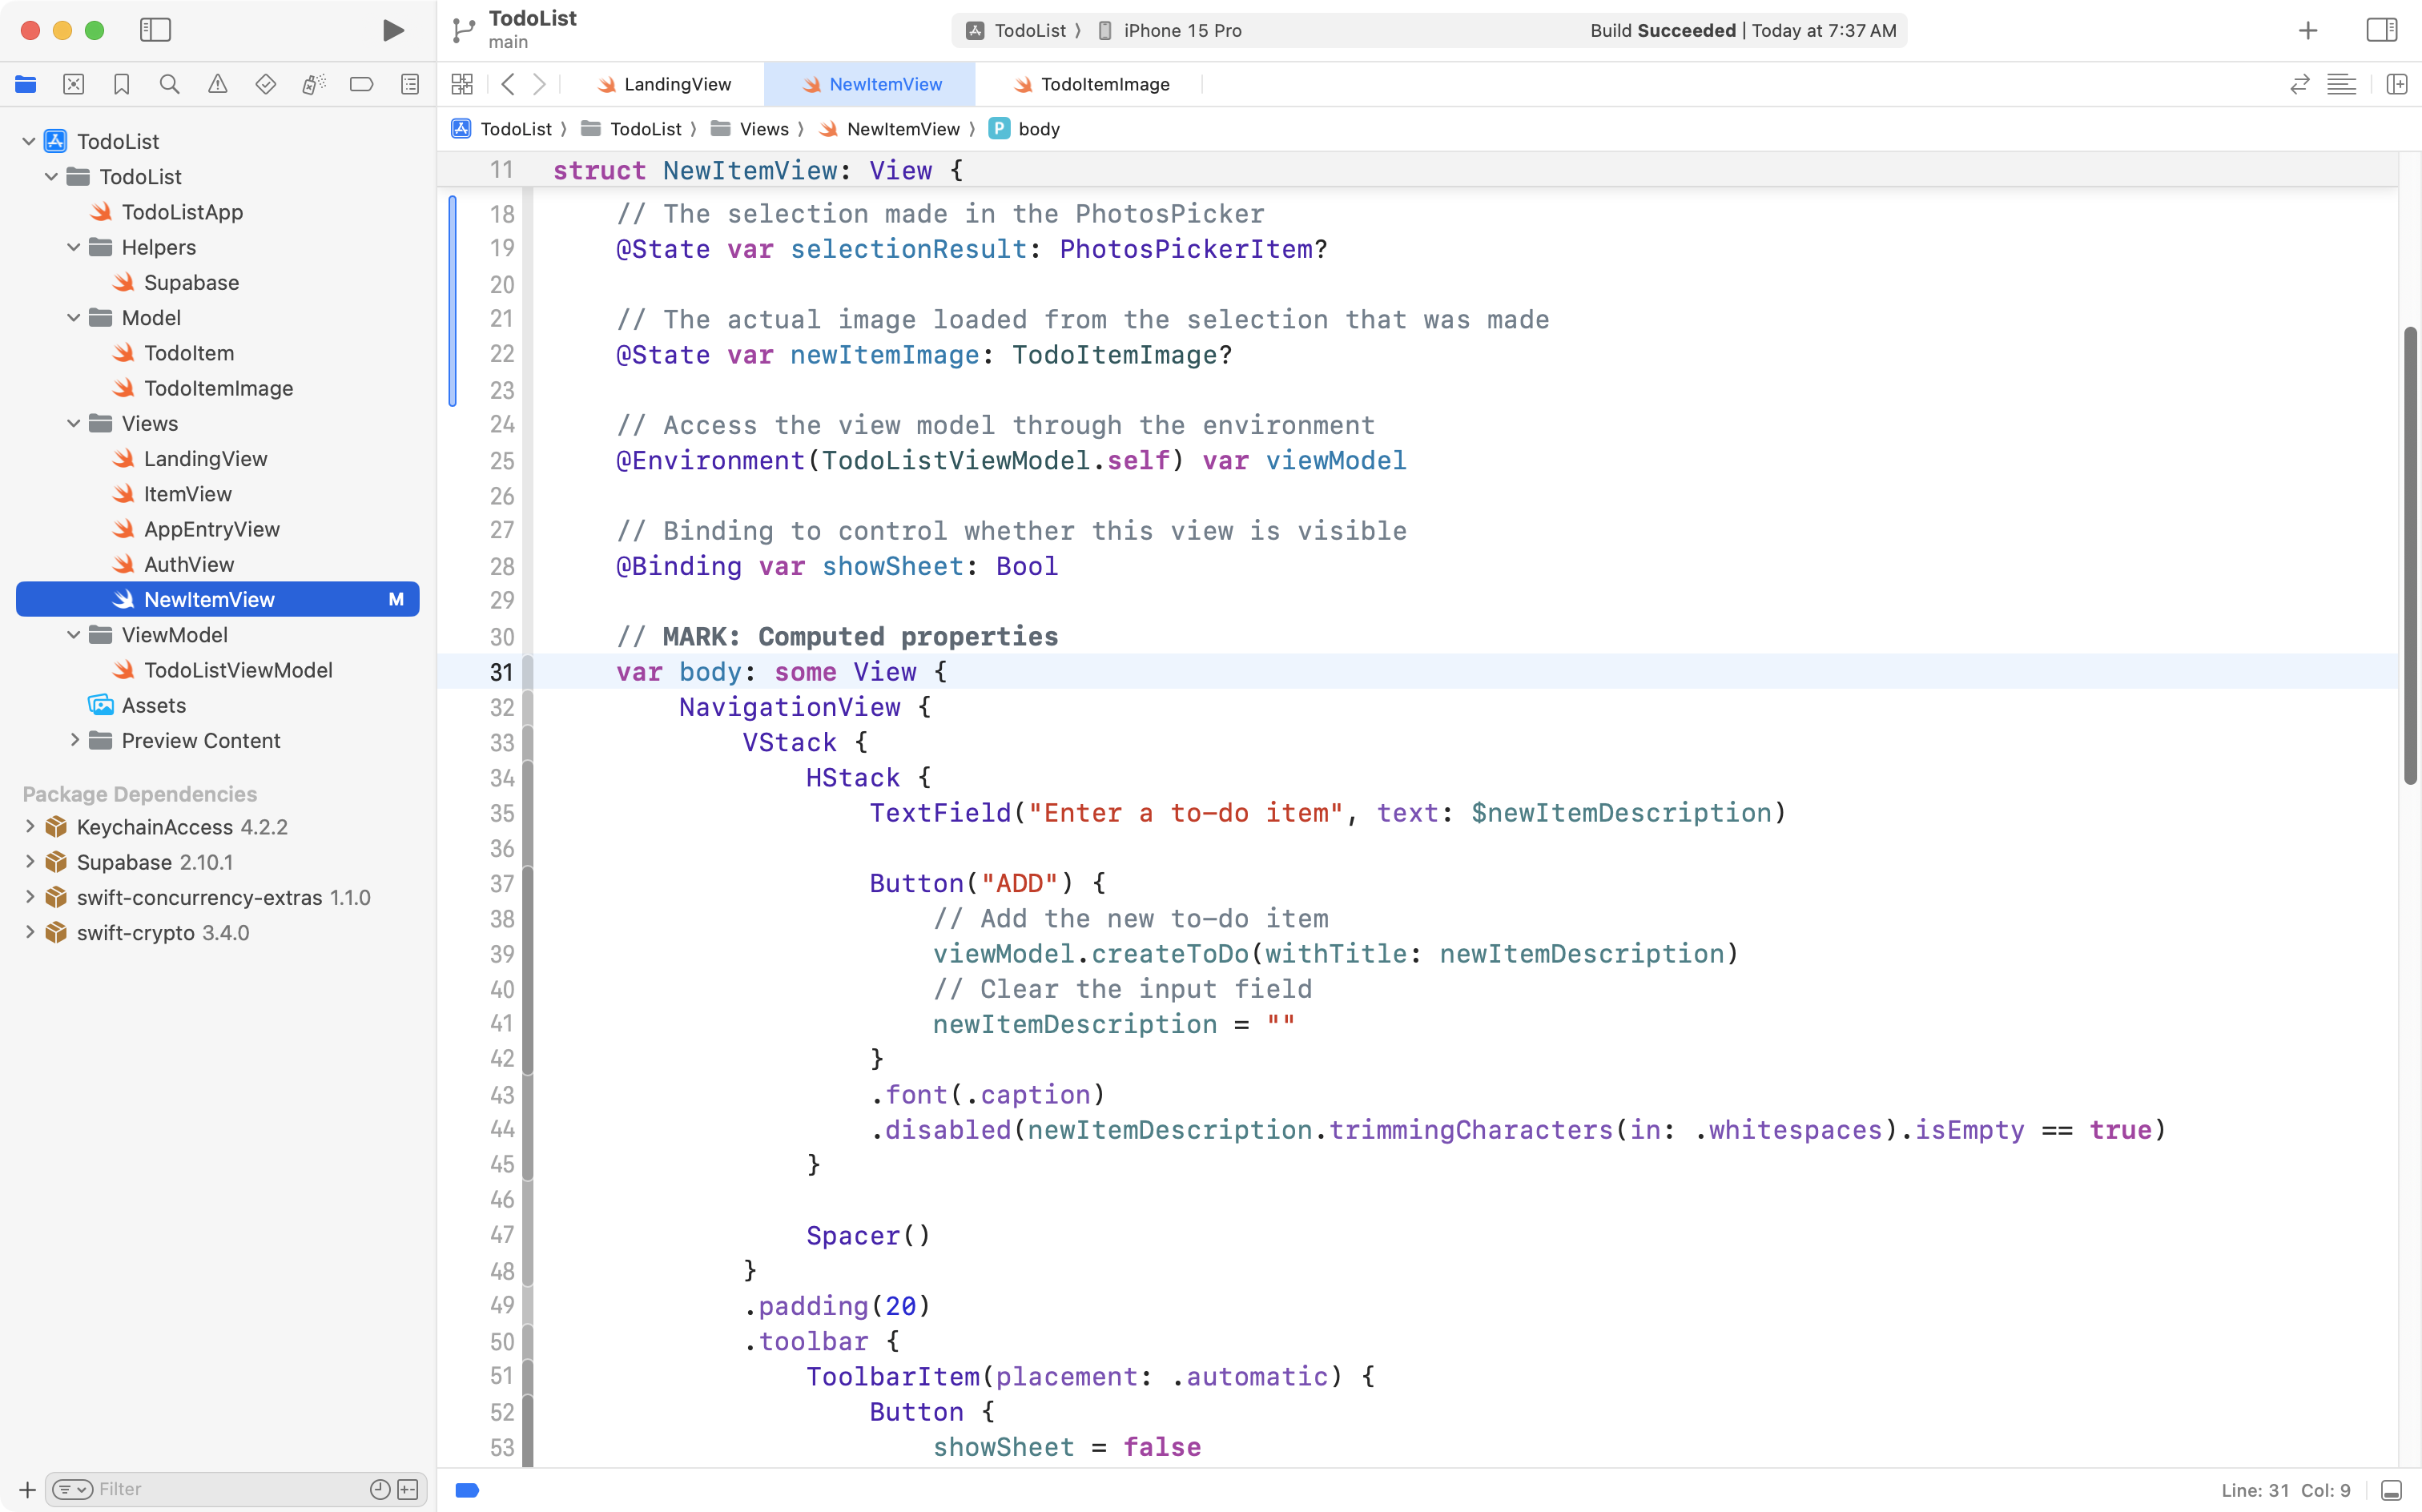 TodoList
main
TodoList ⟩ iPhone 15 Pro
Build Succeeded | Today at 7:37 AM
LandingView
NewItemView
TodoItemImage
TodoList ⟩ TodoList ⟩ Views ⟩ NewItemView ⟩ P body
TodoList
TodoList
TodoListApp
Helpers
Supabase
Model
TodoItem
TodoItemImage
Views
LandingView
ItemView
AppEntryView
AuthView
NewItemView M
ViewModel
TodoListViewModel
Assets
Preview Content
Package Dependencies
KeychainAccess 4.2.2
Supabase 2.10.1
swift-concurrency-extras 1.1.0
swift-crypto 3.4.0
Filter
11 struct NewItemView: View {
18 // The selection made in the PhotosPicker
19 @State var selectionResult: PhotosPickerItem?
20
21 // The actual image loaded from the selection that was made
22 @State var newItemImage: TodoItemImage?
23
24 // Access the view model through the environment
25 @Environment(TodoListViewModel.self) var viewModel
26
27 // Binding to control whether this view is visible
28 @Binding var showSheet: Bool
29
30 // MARK: Computed properties
31 var body: some View {
32 NavigationView {
33 VStack {
34 HStack {
35 TextField("Enter a to-do item", text: $newItemDescription)
36
37 Button("ADD") {
38 // Add the new to-do item
39 viewModel.createToDo(withTitle: newItemDescription)
40 // Clear the input field
41 newItemDescription = ""
42 }
43 .font(.caption)
44 .disabled(newItemDescription.trimmingCharacters(in: .whitespaces).isEmpty == true)
45 }
46
47 Spacer()
48 }
49 .padding(20)
50 .toolbar {
51 ToolbarItem(placement: .automatic) {
52 Button {
53 showSheet = false
Line: 31 Col: 9